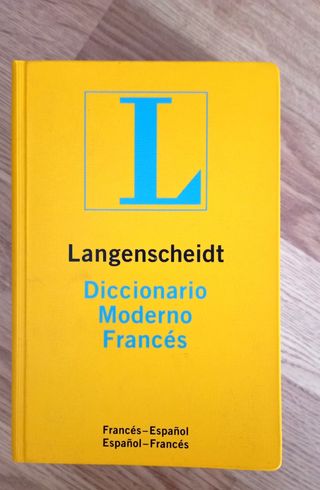 L
Langenscheidt
Diccionario
Moderno
Francés
Francés–Español
Español–Francés